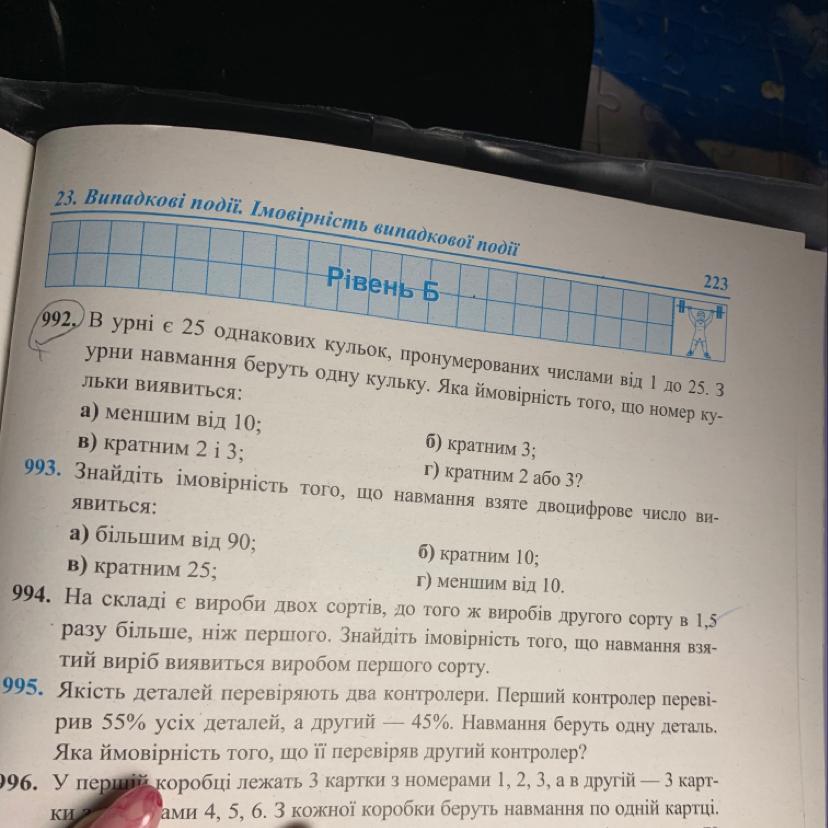 23. Випадкові події. Імовірність випадкової події
223
Рівень Б
992. В урні є 25 однакових кульок, пронумерованих числами від 1 до 25. З
урни навмання беруть одну кульку. Яка ймовірність того, що номер ку-
льки виявиться:
а) меншим від 10;
б) кратним 3;
в) кратним 2 і 3;
г) кратним 2 або 3?
993. Знайдіть імовірність того, що навмання взяте двоцифрове число ви-
явиться:
а) більшим від 90;
б) кратним 10;
в) кратним 25;
г) меншим від 10.
994. На складі є вироби двох сортів, до того ж виробів другого сорту в 1,5
разу більше, ніж першого. Знайдіть імовірність того, що навмання взя-
тий виріб виявиться виробом першого сорту.
995. Якість деталей перевіряють два контролери. Перший контролер переві-
рив 55% усіх деталей, а другий — 45%. Навмання беруть одну деталь.
Яка ймовірність того, що її перевіряв другий контролер?
996. У першій коробці лежать 3 картки з номерами 1, 2, 3, а в другій — 3 карт-
ки ами 4, 5, 6. З кожної коробки беруть навмання по одній картці.